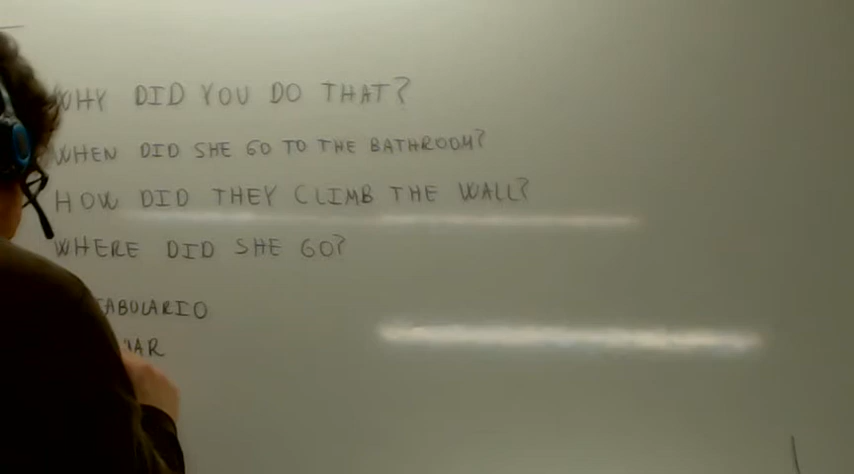 WHY DID YOU DO THAT?
WHEN DID SHE GO TO THE BATHROOM?
HOW DID THEY CLIMB THE WALL?
WHERE DID SHE GO?